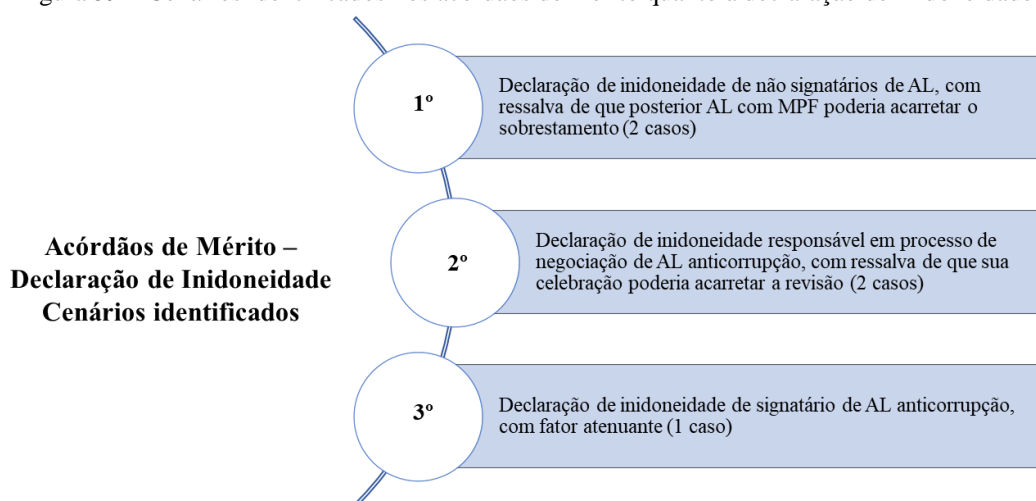 Acórdãos de Mérito –
Declaração de Inidoneidade
Cenários identificados
1º
Declaração de inidoneidade de não signatários de AL, com
ressalva de que posterior AL com MPF poderia acarretar o
sobrestamento (2 casos)
2º
Declaração de inidoneidade responsável em processo de
negociação de AL anticorrupção, com ressalva de que sua
celebração poderia acarretar a revisão (2 casos)
3º
Declaração de inidoneidade de signatário de AL anticorrupção,
com fator atenuante (1 caso)